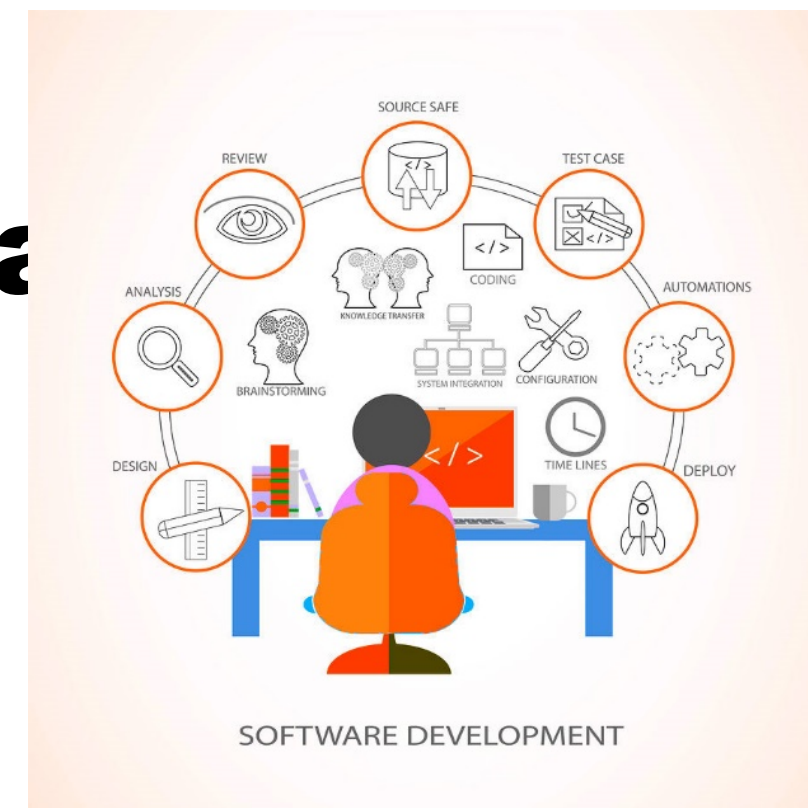 SOURCE SAFE
REVIEW
TEST CASE
a
</>
</>
CODING
</>
ANALYSIS
KNOWLEDGE TRANSFER
AUTOMATIONS
BRAINSTORMING
SYSTEM INTEGRATION
CONFIGURATION
DESIGN
</>
TIME LINES
DEPLOY
SOFTWARE DEVELOPMENT